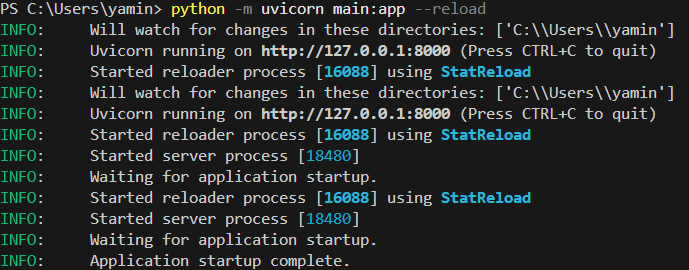 PS C:\Users\yamin> python -m uvicorn main:app --reload
INFO:     Will watch for changes in these directories: ['C:\\Users\\yamin']
INFO:     Uvicorn running on http://127.0.0.1:8000 (Press CTRL+C to quit)
INFO:     Started reloader process [16088] using StatReload
INFO:     Will watch for changes in these directories: ['C:\\Users\\yamin']
INFO:     Uvicorn running on http://127.0.0.1:8000 (Press CTRL+C to quit)
INFO:     Started reloader process [16088] using StatReload
INFO:     Started server process [18480]
INFO:     Waiting for application startup.
INFO:     Started reloader process [16088] using StatReload
INFO:     Started server process [18480]
INFO:     Waiting for application startup.
INFO:     Application startup complete.